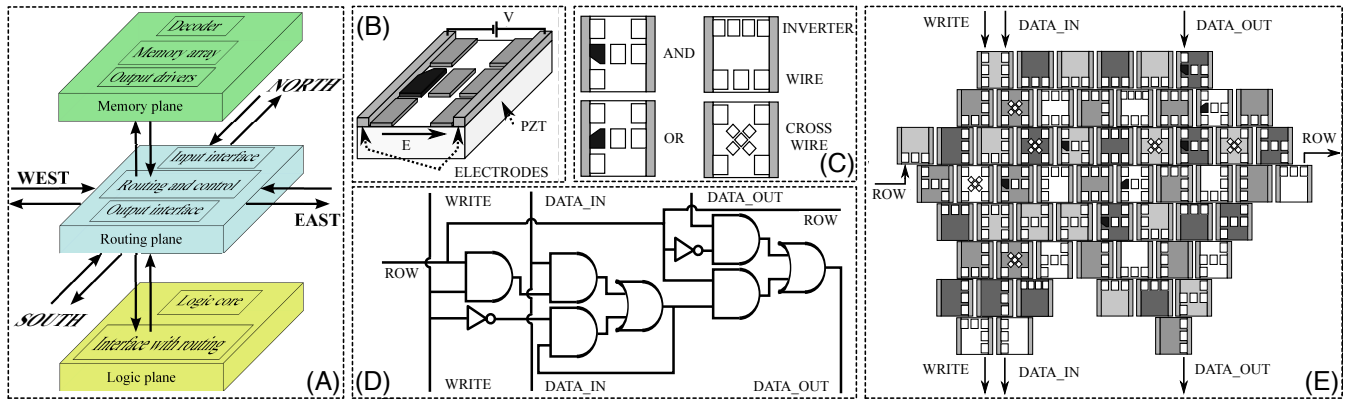 Decoder
Memory array
Output drivers
Memory plane
NORTH
Input interface
WEST
Routing and control
EAST
Output interface
Routing plane
SOUTH
Logic core
Interface with routing
Logic plane
(A)
(B)
V
E
PZT
ELECTRODES
AND
INVERTER
WIRE
OR
CROSS
WIRE
(C)
WRITE
DATA_IN
DATA_OUT
ROW
ROW
WRITE
DATA_IN
DATA_OUT
(D)
WRITE
DATA_IN
DATA_OUT
ROW
ROW
WRITE
DATA_IN
DATA_OUT
(E)